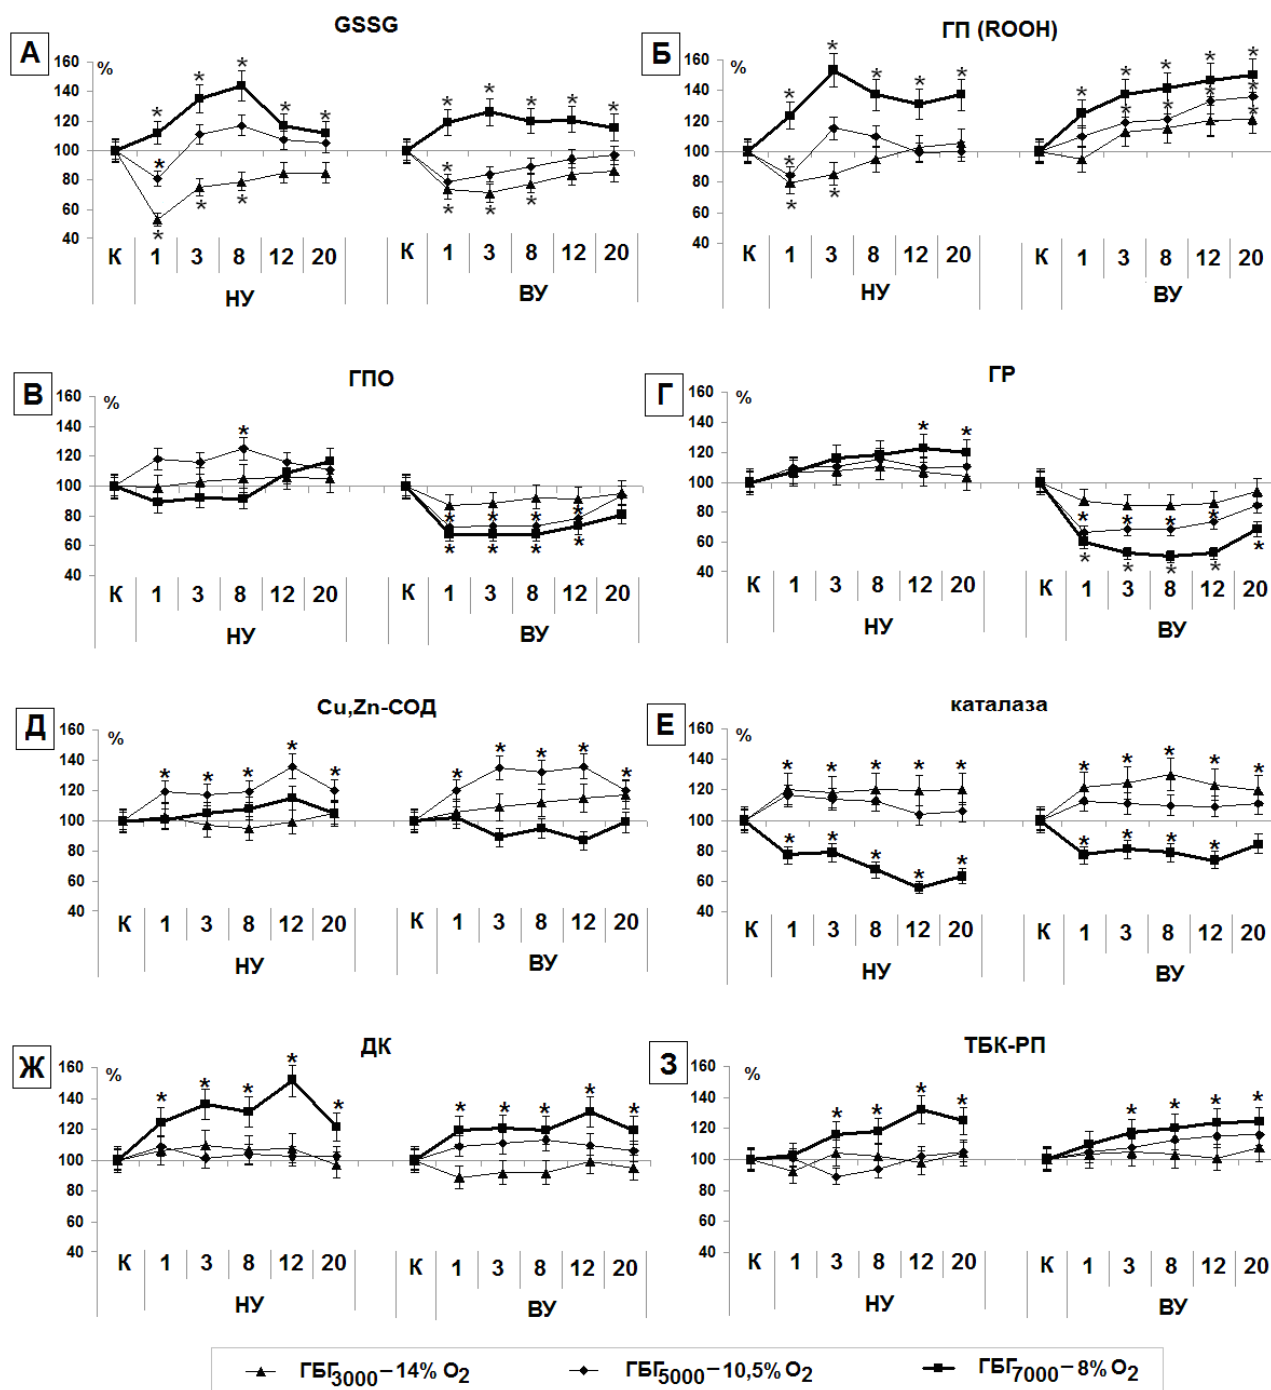 GSSG
ГП (ROOH)
А
Б
160
%
140
120
100
80
60
40
К 1 3 8 12 20
К 1 3 8 12 20
НУ
ВУ
160
%
140
120
100
80
60
40
К 1 3 8 12 20
К 1 3 8 12 20
НУ
ВУ
ГПО
ГР
В
Г
160
%
140
120
100
80
60
40
К 1 3 8 12 20
К 1 3 8 12 20
НУ
ВУ
160
%
140
120
100
80
60
40
К 1 3 8 12 20
К 1 3 8 12 20
НУ
ВУ
Cu,Zn-СОД
каталаза
Д
Е
160
%
140
120
100
80
60
40
К 1 3 8 12 20
К 1 3 8 12 20
НУ
ВУ
160
%
140
120
100
80
60
40
К 1 3 8 12 20
К 1 3 8 12 20
НУ
ВУ
ДК
ТБК-РП
Ж
З
160
%
140
120
100
80
60
40
К 1 3 8 12 20
К 1 3 8 12 20
НУ
ВУ
160
%
140
120
100
80
60
40
К 1 3 8 12 20
К 1 3 8 12 20
НУ
ВУ
ГБГ3000–14% O2 ГБГ5000–10,5% O2 ГБГ7000–8% O2